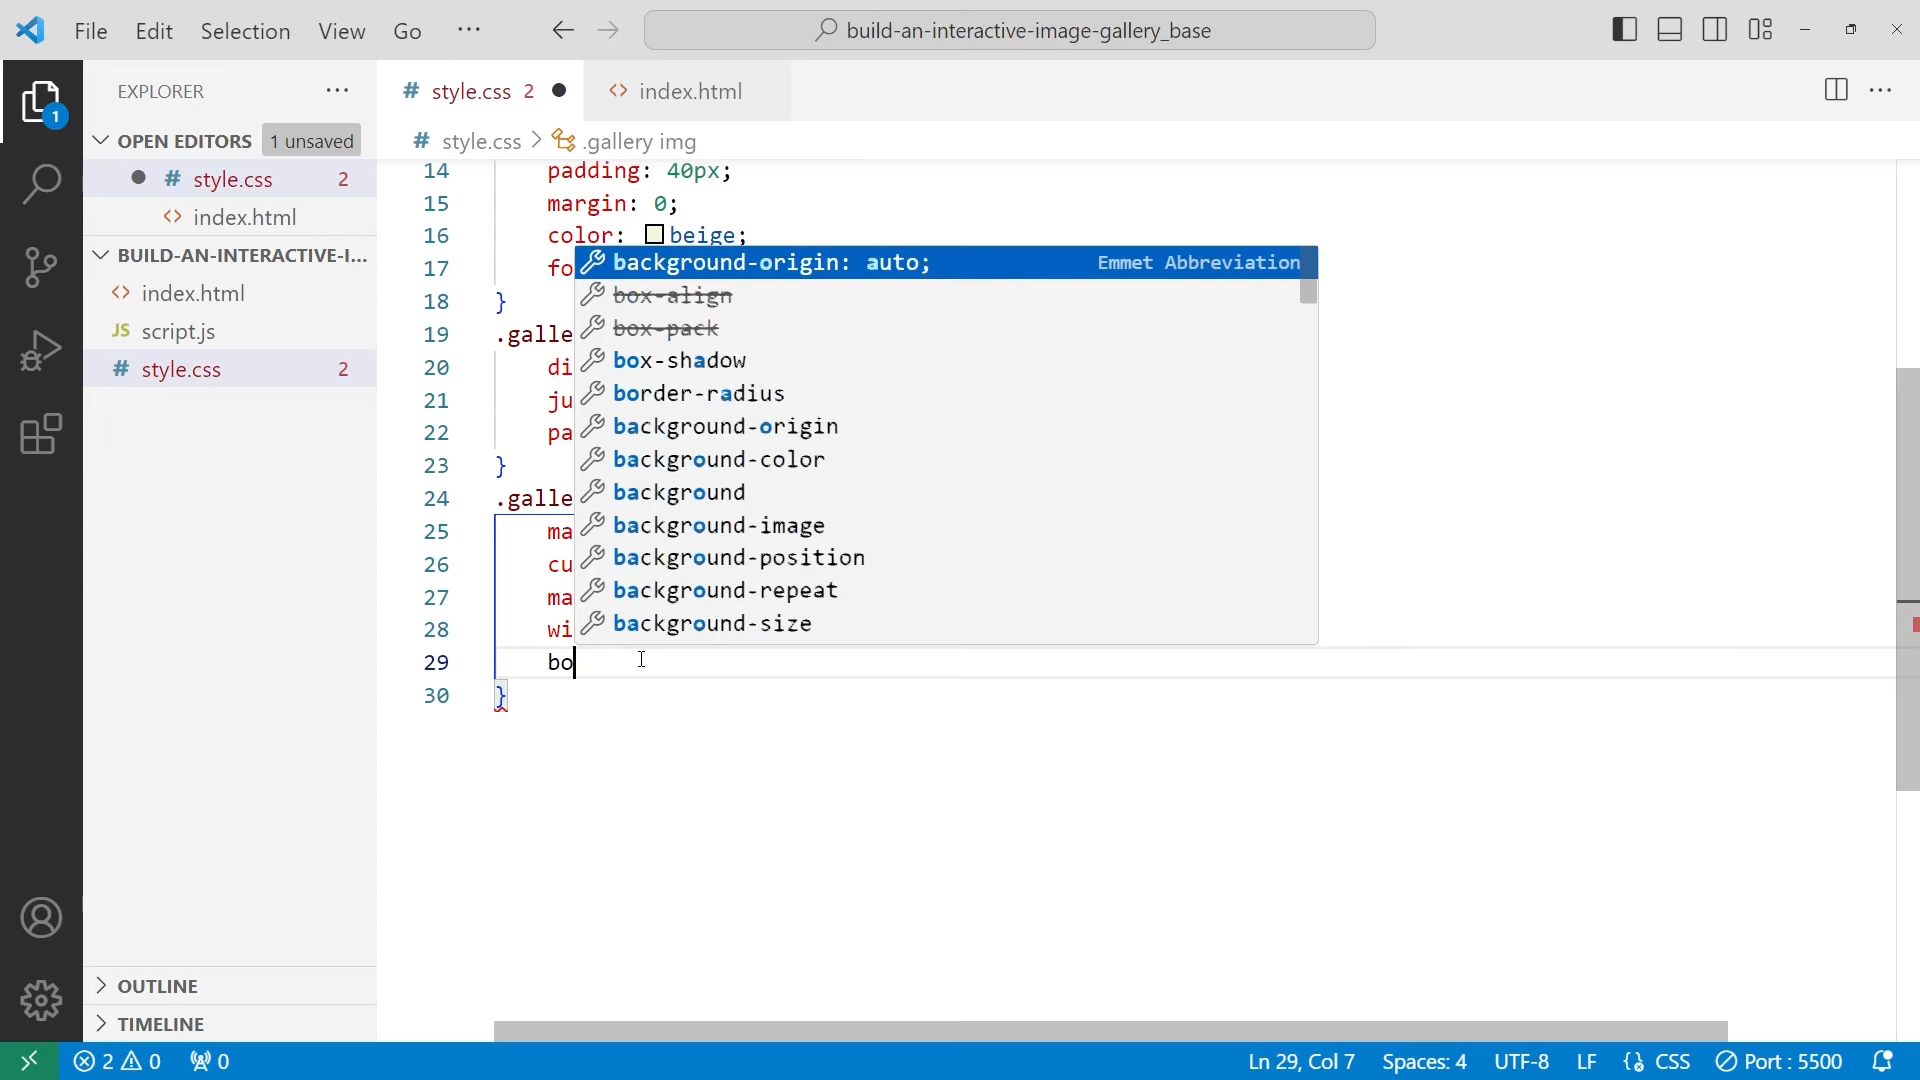 File Edit Selection View Go ··· build-an-interactive-image-gallery_base
EXPLORER ···
# style.css 2 <> index.html ···
OPEN EDITORS 1 unsaved
# style.css > .gallery img
# style.css 2
<> index.html
BUILD-AN-INTERACTIVE-I...
<> index.html
JS script.js
# style.css 2
OUTLINE
TIMELINE
14 padding: 40px;
15 margin: 0;
16 color: beige;
17 fo
18 }
19 .galle
20 di
21 ju
22 pa
23 }
24 .galle
25 ma
26 cu
27 ma
28 wi
29 bo
30 }
background-origin: auto; Emmet Abbreviation
box-align
box-pack
box-shadow
border-radius
background-origin
background-color
background
background-image
background-position
background-repeat
background-size
1
2 0 0 Ln 29, Col 7 Spaces: 4 UTF-8 LF {} CSS Port : 5500